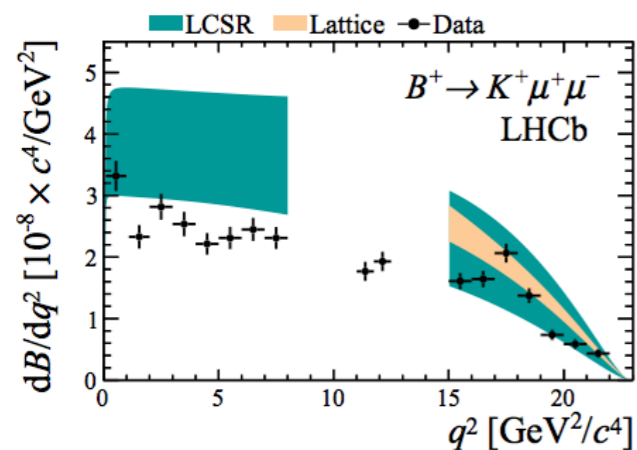 LCSR Lattice Data
dB/dq² [10⁻⁸ × c⁴/GeV²]
5
4
3
2
1
0
B⁺ → K⁺μ⁺μ⁻
LHCb
0 5 10 15 20
q² [GeV²/c⁴]